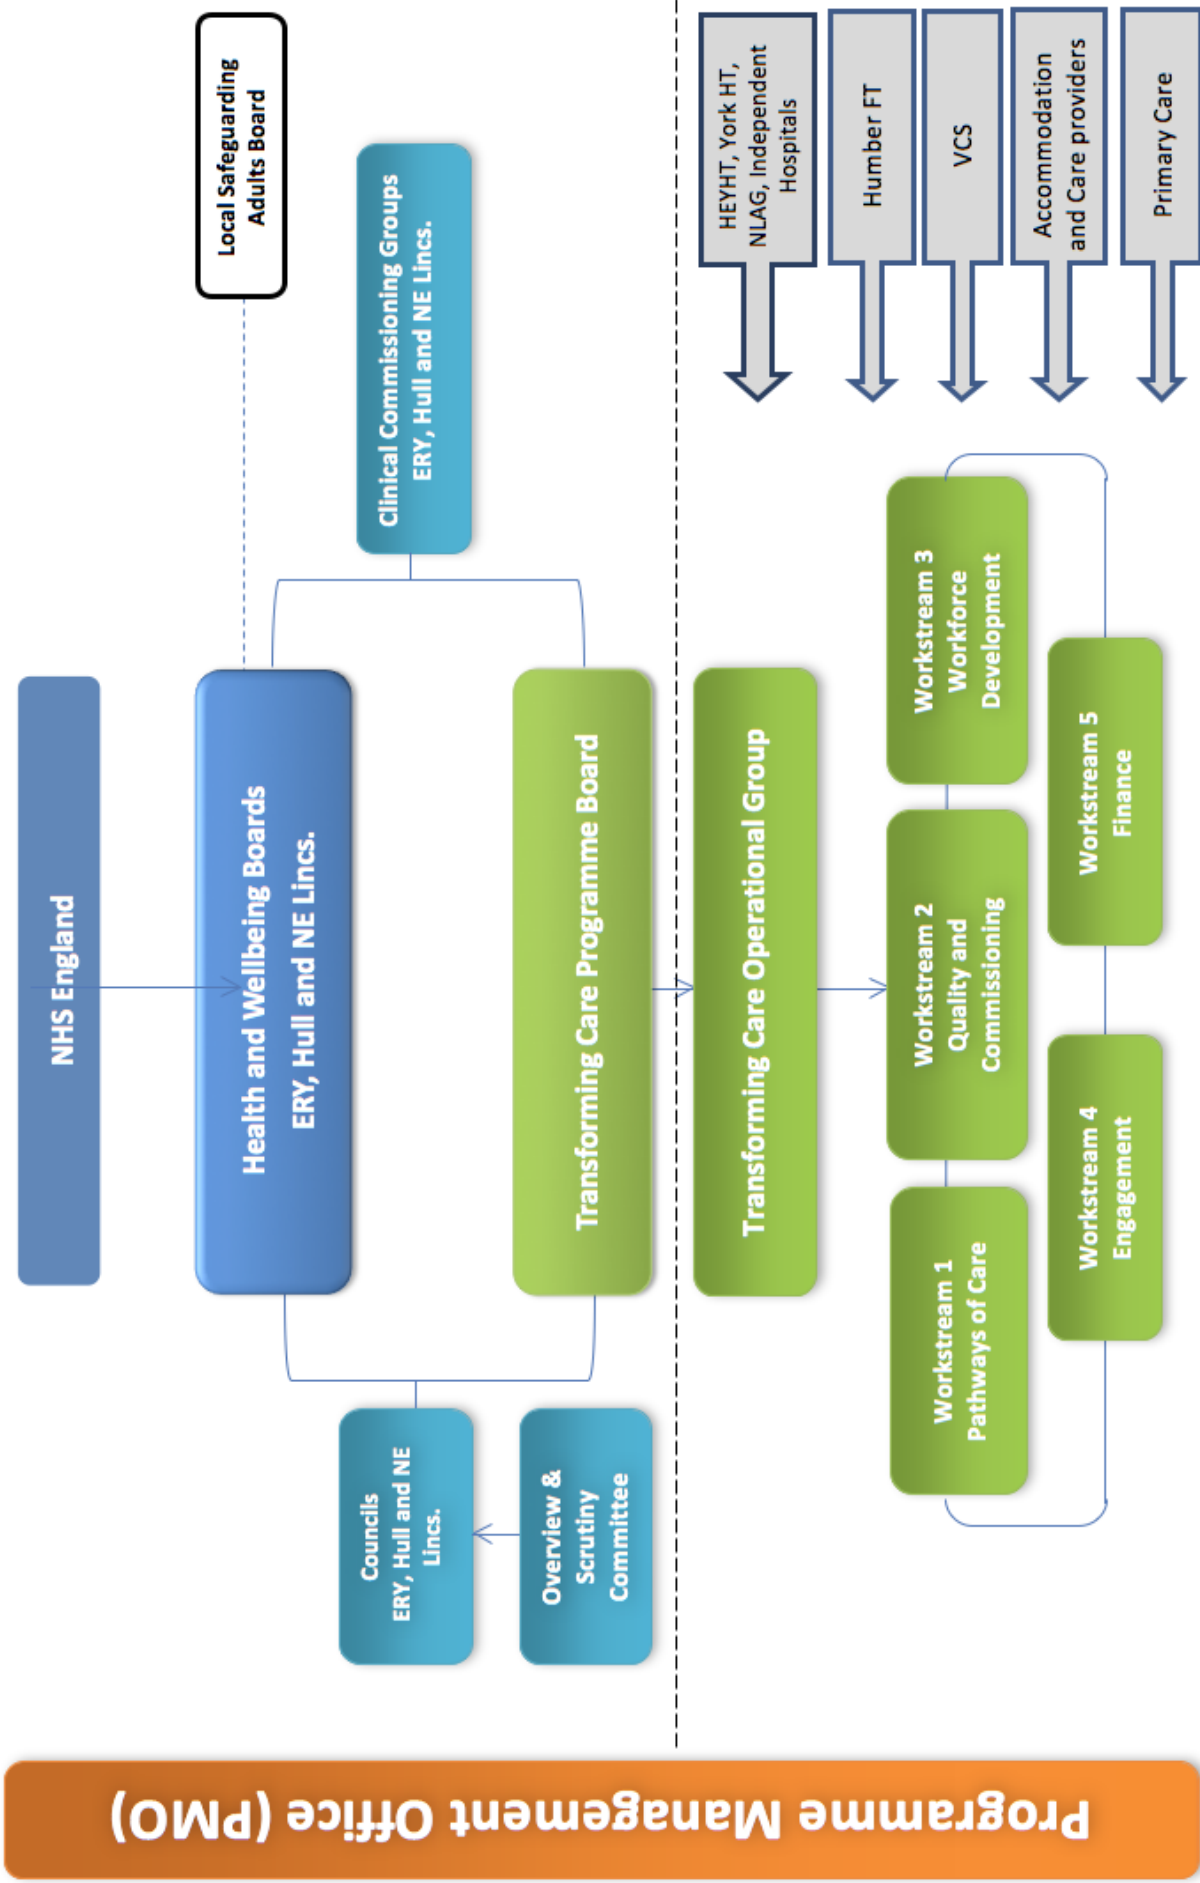 NHS England
Local Safeguarding
Adults Board
Health and Wellbeing Boards
ERY, Hull and NE Lincs.
Councils
ERY, Hull and NE
Lincs.
Clinical Commissioning Groups
ERY, Hull and NE Lincs.
Overview &
Scrutiny
Committee
Transforming Care Programme Board
Transforming Care Operational Group
Workstream 1
Pathways of Care
Workstream 2
Quality and
Commissioning
Workstream 3
Workforce
Development
Workstream 4
Engagement
Workstream 5
Finance
HEYHT, York HT,
NLAG, Independent
Hospitals
Humber FT
VCS
Accommodation
and Care providers
Primary Care
Programme Management Office (PMO)